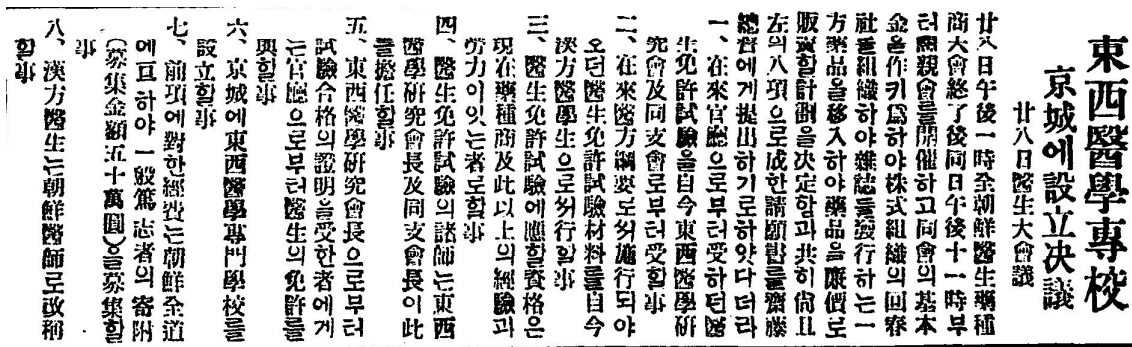 東西醫學專校
京城에設立决議
廿八日醫生大會議
廿八日午後一時全朝鮮醫生藥種
商大會終了後同日午後十一時부
터懇親會를開催하고同會의基本
金을作키爲하야株式組織의回春
社를組織하야雜誌를發行하는一
方藥品을移入하야藥品을廉價로
販賣할計劃을决定함과共히尙且
左의八項으로成한請願書를齋藤
總督에게提出하기로하얏다더라
一、在來官廳으로부터受하던醫
生免許試驗을自今東西醫學硏
究會及同支會로부터受할事
二、在來醫方綱要로뇌施行되야
오던醫生免許試驗材料를自今
漢方醫學生으로뇌行할事
三、醫生免許試驗에應할資格은
現在藥種商及此以上의經驗과
勞力이잇는者로할事
四、醫生免許試驗의諸師는東西
醫學硏究會長及同支會長이此
를擔任할事
五、東西醫學硏究會長으로부터
試驗合格의證明을受한者에게
는官廳으로부터醫生의免許를
與할事
六、京城에東西醫學專門學校를
設立할事
七、前項에對한經費는朝鮮全道
에亘하야一般篤志者의寄附
(募集金額五十萬圓)을募集할
事
八、漢方醫生는朝鮮醫師로改稱
할事